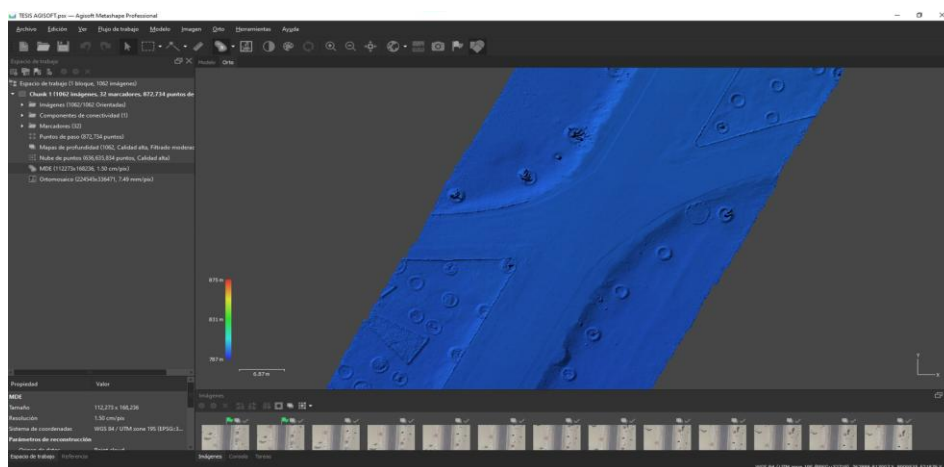 TESIS AGISOFT.psx — Agisoft Metashape Professional
Archivo Edición Ver Flujo de trabajo Modelo Imagen Orto Herramientas Ayuda
Espacio de trabajo
Modelo Orto
Espacio de trabajo (1 bloque, 1062 imágenes)
Chunk 1 (1062 imágenes, 32 marcadores, 872,734 puntos de
Imágenes (1062/1062 Orientadas)
Componentes de conectividad (1)
Marcadores (32)
Puntos de paso (872,734 puntos)
Mapas de profundidad (1062, Calidad alta, Filtrado moderas
Nube de puntos (636,635,834 puntos, Calidad alta)
MDE (112273x168236, 1.50 cm/pix)
Ortomosaico (224545x336471, 7.49 mm/pix)
875 m
831 m
787 m
6.87 m
Propiedad Valor
MDE
Tamaño 112,273 x 168,236
Resolución 1.50 cm/pix
Sistema de coordenadas WGS 84 / UTM zone 19S (EPSG::3...
Parámetros de reconstrucción
Point cloud
Espacio de trabajo Referencia
Imágenes
Imágenes Consola Tareas
Y
X